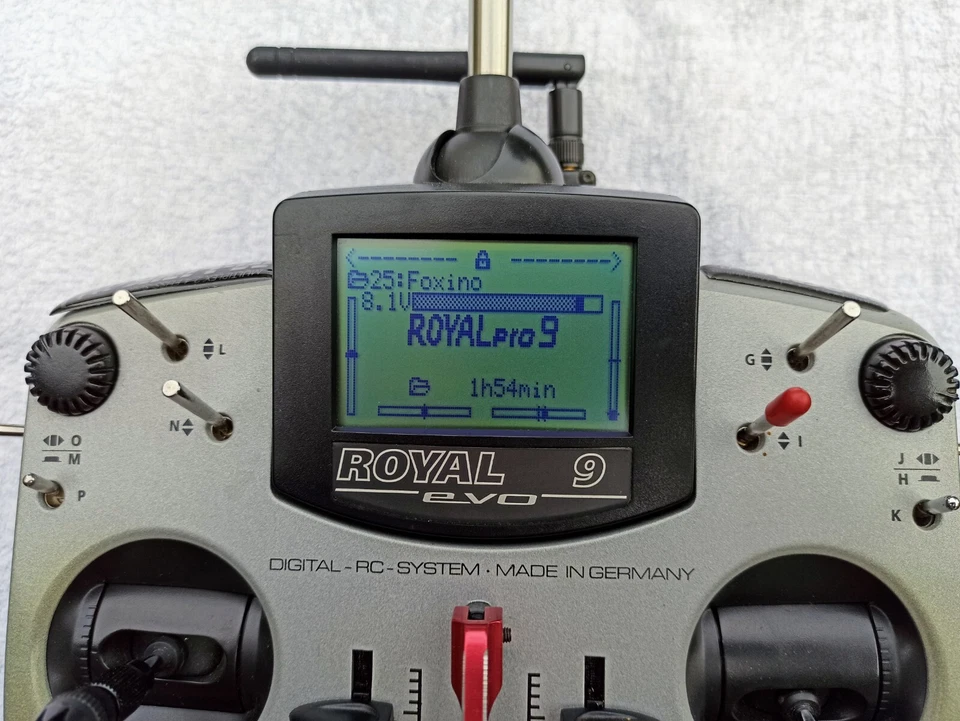 25:Foxino
8.1V
ROYALpro9
1h54min
ROYAL 9
evo
L
G
N
I
O
M
J
H
P
K
DIGITAL-RC-SYSTEM · MADE IN GERMANY